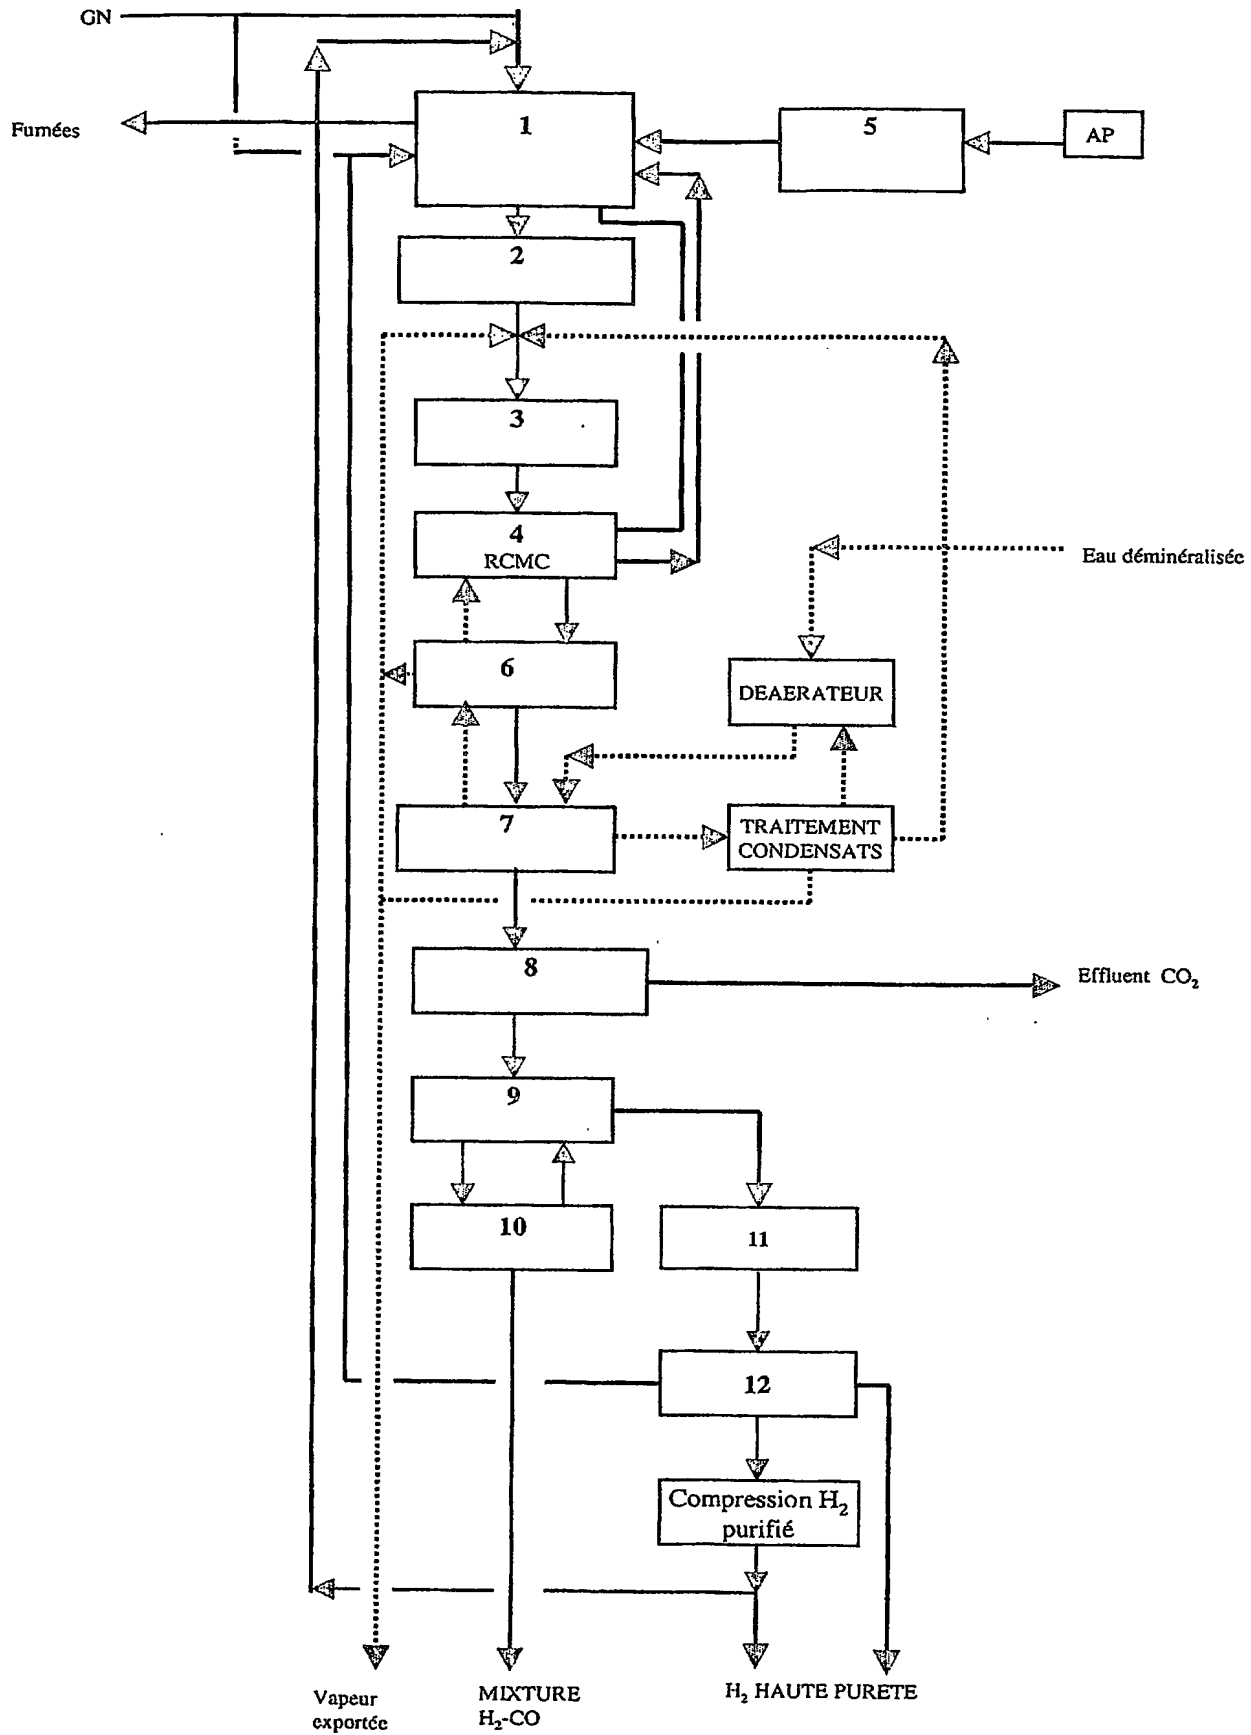 GN
1
5
AP
Fumées
2
3
4
RCMC
Eau déminéralisée
6
DEAERATEUR
7
TRAITEMENT
CONDENSATS
8
Effluent CO₂
9
10
11
12
Compression H₂
purifié
Vapeur
exportée
MIXTURE
H₂-CO
H₂ HAUTE PURETE